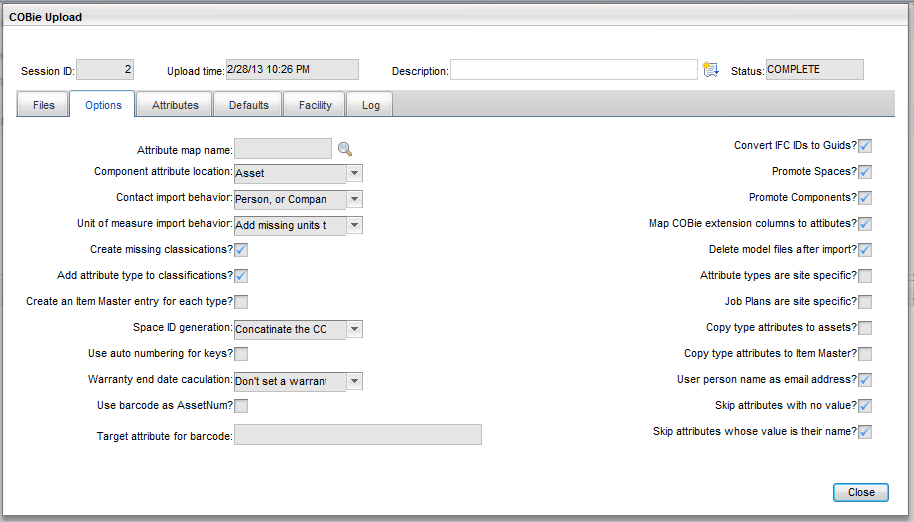 COBie Upload
Session ID: 2 Upload time: 2/28/13 10:26 PM Description: Status: COMPLETE
Files Options Attributes Defaults Facility Log
Attribute map name: Convert IFC IDs to Guids?
Component attribute location: Asset Promote Spaces?
Contact import behavior: Person, or Compan Promote Components?
Unit of measure import behavior: Add missing units t Map COBie extension columns to attibutes?
Create missing classications? Delete model files after import?
Add attribute type to classifications? Attribute types are site specific?
Create an Item Master entry for each type? Job Plans are site specific?
Space ID generation: Concatinate the CC Copy type attributes to assets?
Use auto numbering for keys? Copy type attributes to Item Master?
Warranty end date caculation: Don't set a warrant User person name as email address?
Use barcode as AssetNum? Skip attributes with no value?
Target attribute for barcode: Skip attributes whose value is their name?
Close